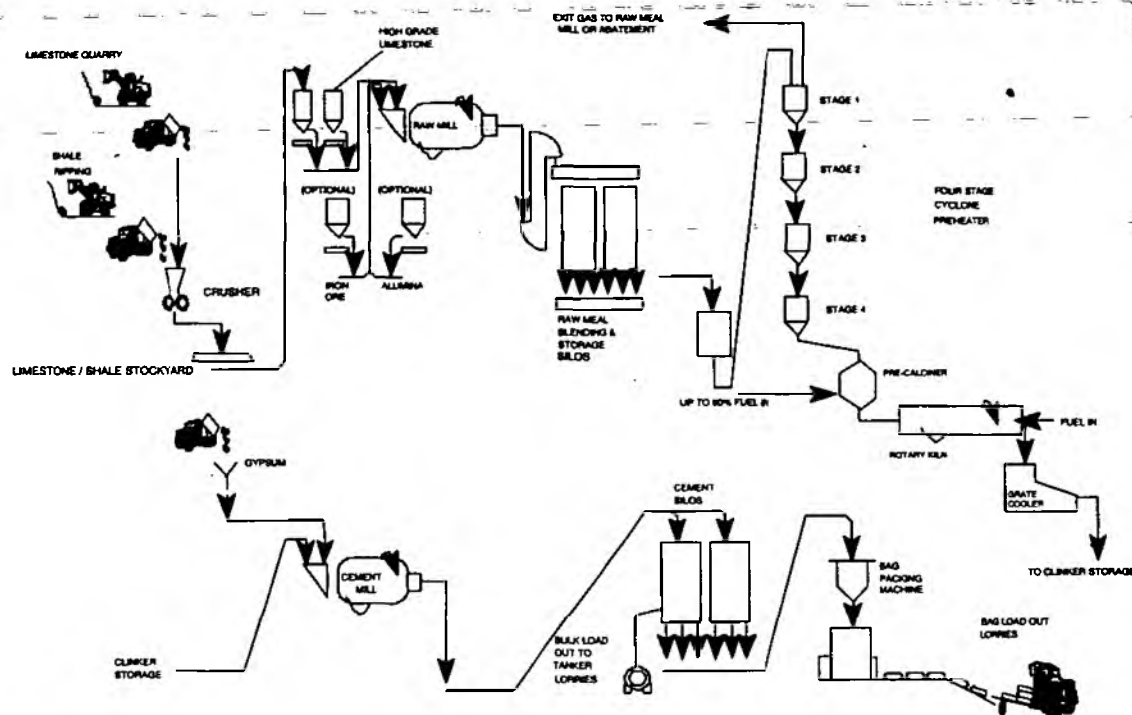 EXIT GAS TO RAW MEAL
MILL OR ABATEMENT
HIGH GRADE
LIMESTONE
LIMESTONE QUARRY
STAGE 1
RAW MILL
SHALE
RIPPING
STAGE 2
(OPTIONAL)
(OPTIONAL)
FOUR STAGE
CYCLONE
PREHEATER
STAGE 3
CRUSHER
IRON
ORE
ALUMINA
STAGE 4
RAW MEAL
BLENDING &
STORAGE
SILOS
LIMESTONE / SHALE STOCKYARD
PRE-CALCINER
UP TO 60% FUEL IN
FUEL IN
ROTARY KILN
GYPSUM
CEMENT
SILOS
GRATE
COOLER
CEMENT
MILL
BAG
PACKING
MACHINE
TO CLINKER STORAGE
BAG LOAD OUT
LORRIES
BULK LOAD
OUT TO
TANKER
LORRIES
CLINKER
STORAGE